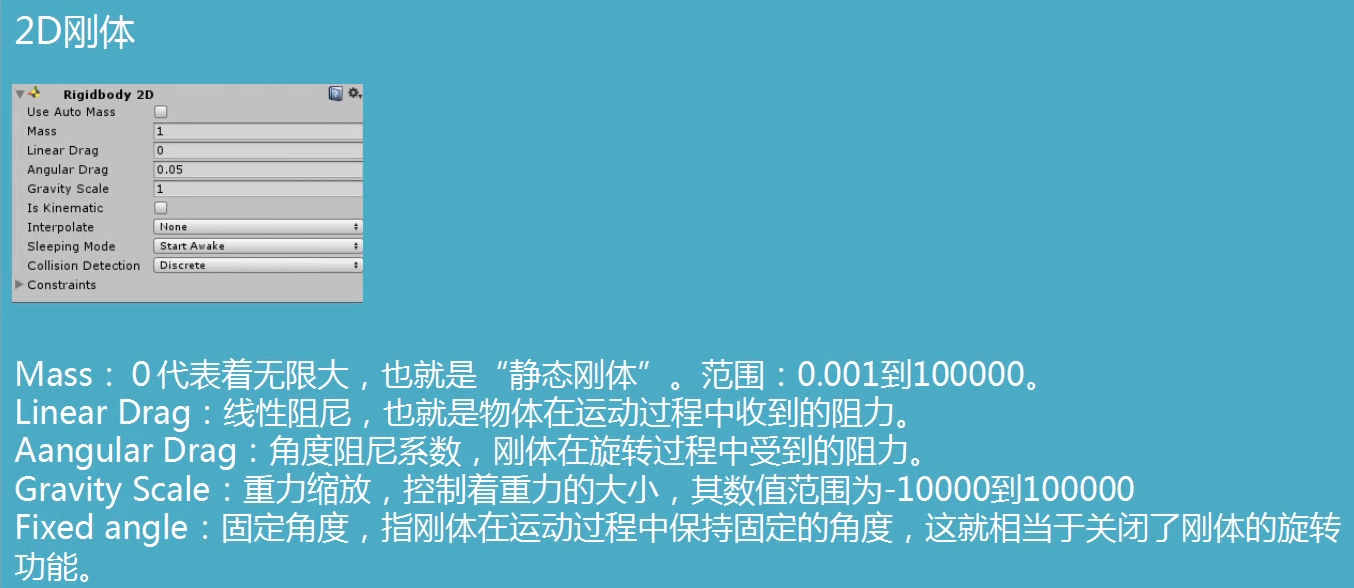 2D刚体
Rigidbody 2D
Use Auto Mass
Mass 1
Linear Drag 0
Angular Drag 0.05
Gravity Scale 1
Is Kinematic
Interpolate None
Sleeping Mode Start Awake
Collision Detection Discrete
Constraints
Mass：0代表着无限大，也就是“静态刚体”。范围：0.001到100000。
Linear Drag：线性阻尼，也就是物体在运动过程中收到的阻力。
Aangular Drag：角度阻尼系数，刚体在旋转过程中受到的阻力。
Gravity Scale：重力缩放，控制着重力的大小，其数值范围为-10000到100000
Fixed angle：固定角度，指刚体在运动过程中保持固定的角度，这就相当于关闭了刚体的旋转
功能。